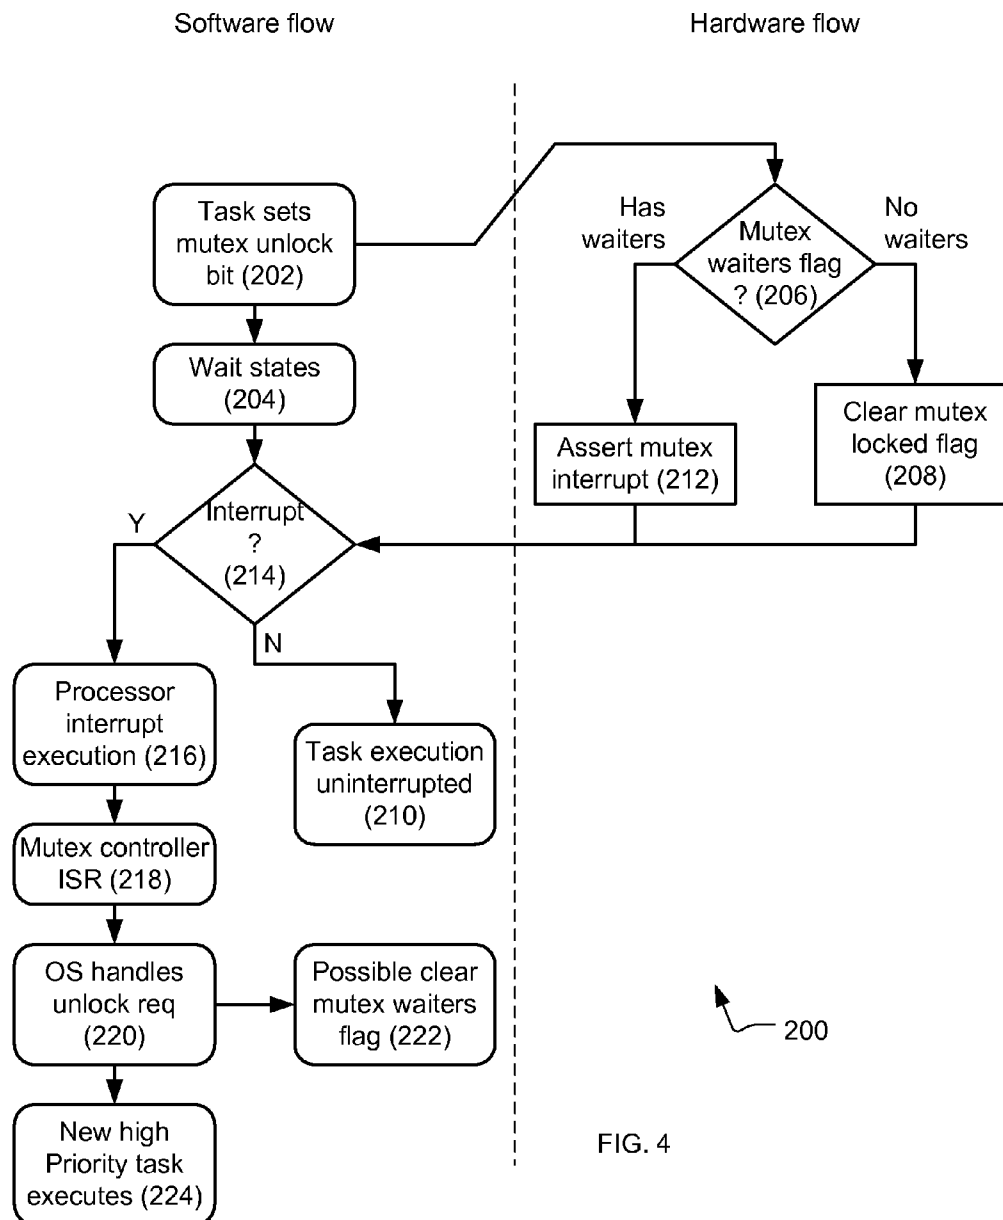 Software flow
Hardware flow
Task sets
mutex unlock
bit (202)
Has
waiters
Mutex
waiters flag
? (206)
No
waiters
Wait states
(204)
Assert mutex
interrupt (212)
Clear mutex
locked flag
(208)
Y
Interrupt
?
(214)
N
Processor
interrupt
execution (216)
Task execution
uninterrupted
(210)
Mutex controller
ISR (218)
OS handles
unlock req
(220)
Possible clear
mutex waiters
flag (222)
200
New high
Priority task
executes (224)
FIG. 4